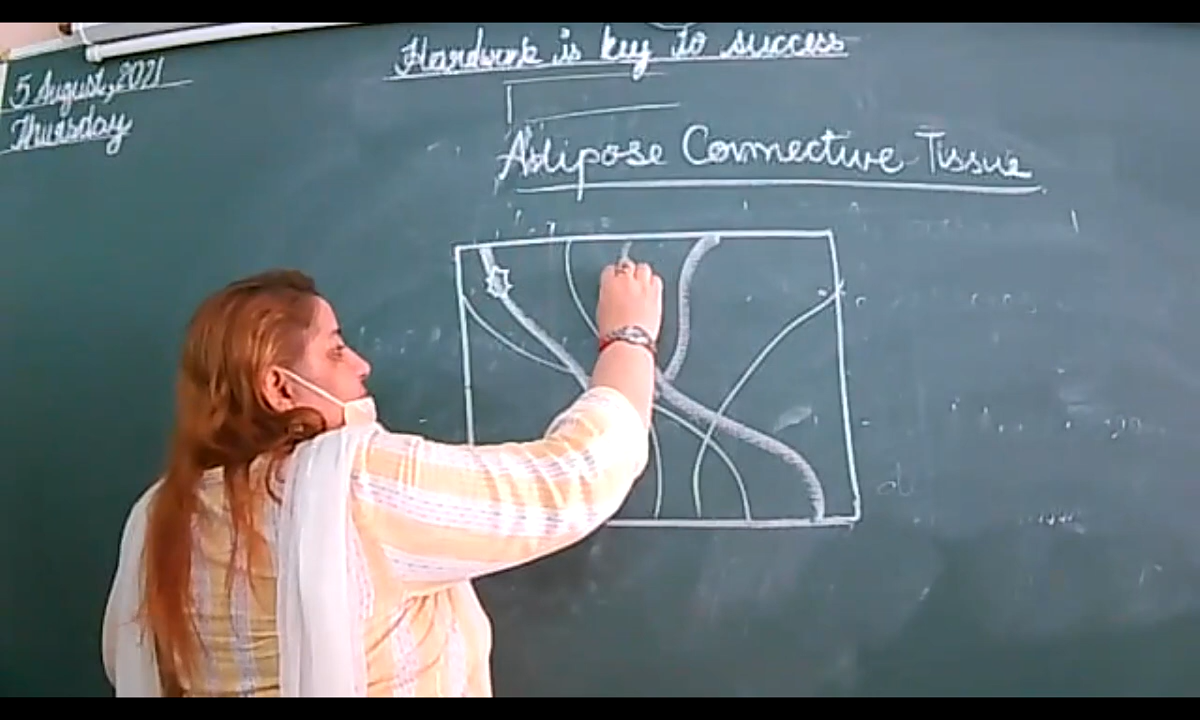 Hardwork is key to success
5 August, 2021
Thursday
Adipose Connective Tissue